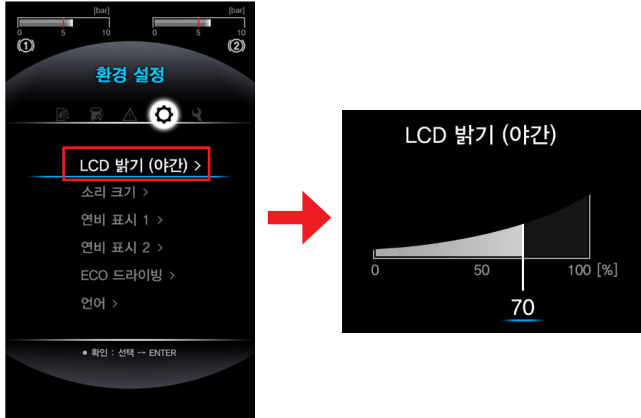 [bar] [bar]
0 5 10 0 5 10
(1) (2)
환경 설정
LCD 밝기 (야간) >
소리 크기 >
연비 표시 1 >
연비 표시 2 >
ECO 드라이빙 >
언어 >
● 확인 : 선택 → ENTER
LCD 밝기 (야간)
0 50 100 [%]
70